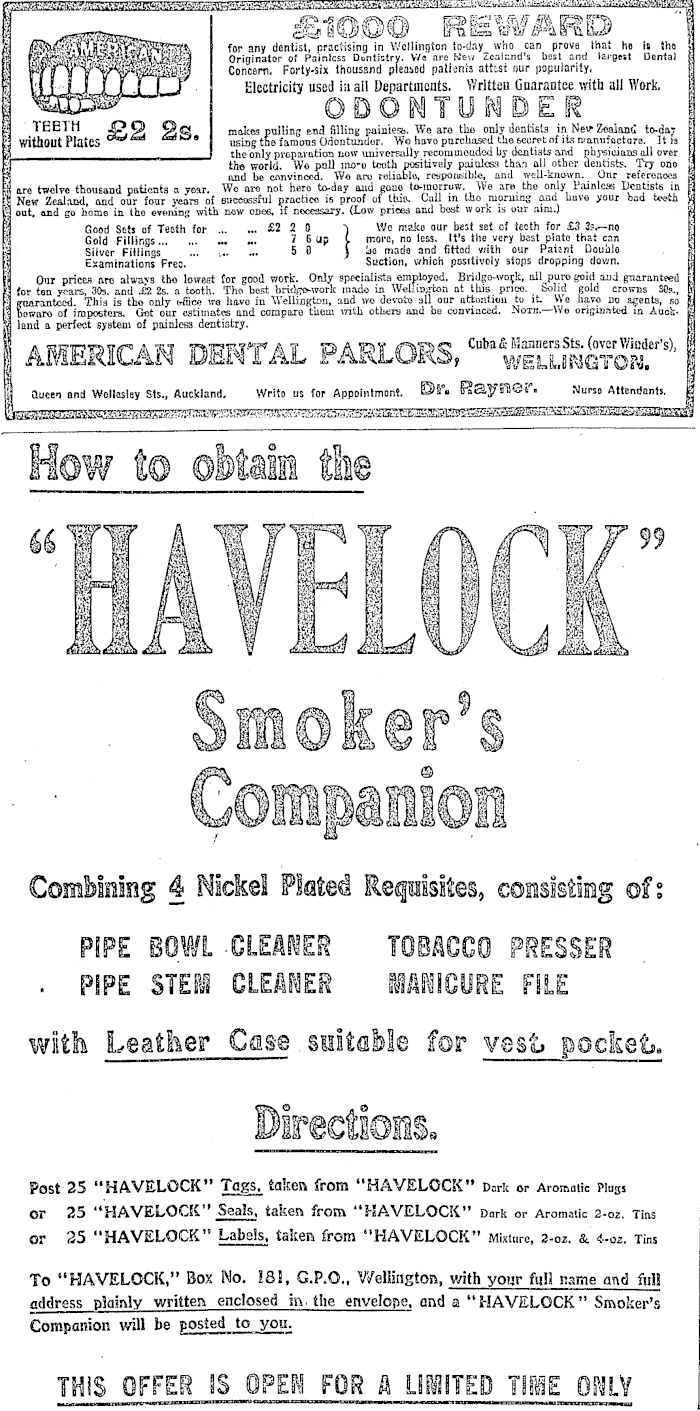 AMERICAN
TEETH
without Plates £2 2s.
£1000 REWARD
for any dentist, practising in Wellington to-day who can prove that he is the
Originator of Painless Dentistry. We are New Zealand's best and largest Dental
Concern. Forty-six thousand pleased patients attest our popularity.
Electricity used in all Departments. Written Guarantee with all Work.
ODONTUNDER
makes pulling and filling painless. We are the only dentists in New Zealand to-day
using the famous Odontunder. We have purchased the secret of its manufacture. It is
the only preparation now universally recommended by dentists and physicians all over
the world. We pull more teeth positively painless than all other dentists. Try one
and be convinced. We are reliable, responsible, and well-known. Our references
are twelve thousand patients a year. We are not here to-day and gone to-morrow. We are the only Painless Dentists in
New Zealand, and our four years of successful practice is proof of this. Call in the morning and have your bad teeth
out, and go home in the evening with new ones, if necessary. (Low prices and best work is our aim.)
Good Sets of Teeth for ... ... £2 2 0
Gold Fillings ... ... ... ... 7 6 up
Silver Fillings ... ... ... 5 0
Examinations Free.
We make our best set of teeth for £3 3s.—no
more, no less. It's the very best plate that can
be made and fitted with our Patent Double
Suction, which positively stops dropping down.
Our prices are always the lowest for good work. Only specialists employed. Bridge-work, all pure gold and guaranteed
for ten years, 30s. and £2 2s. a tooth. The best bridge-work made in Wellington at this price. Solid gold crowns 30s.,
guaranteed. This is the only office we have in Wellington, and we devote all our attention to it. We have no agents, so
beware of imposters. Get our estimates and compare them with others and be convinced. NOTE.—We originated in Auck-
land a perfect system of painless dentistry.
AMERICAN DENTAL PARLORS, Cuba & Manners Sts. (over Winder's),
WELLINGTON.
Queen and Wellesley Sts., Auckland. Write us for Appointment. Dr. Rayner. Nurse Attendants.
How to obtain the
"HAVELOCK"
Smoker's
Companion
Combining 4 Nickel Plated Requisites, consisting of:
PIPE BOWL CLEANER TOBACCO PRESSER
PIPE STEM CLEANER MANICURE FILE
with Leather Case suitable for vest pocket.
Directions.
Post 25 "HAVELOCK" Tags, taken from "HAVELOCK" Dark or Aromatic Plugs
or 25 "HAVELOCK" Seals, taken from "HAVELOCK" Dark or Aromatic 2-oz. Tins
or 25 "HAVELOCK" Labels, taken from "HAVELOCK" Mixture, 2-oz. & 4-oz. Tins
To "HAVELOCK," Box No. 181, G.P.O., Wellington, with your full name and full
address plainly written enclosed in the envelope, and a "HAVELOCK" Smoker's
Companion will be posted to you.
THIS OFFER IS OPEN FOR A LIMITED TIME ONLY